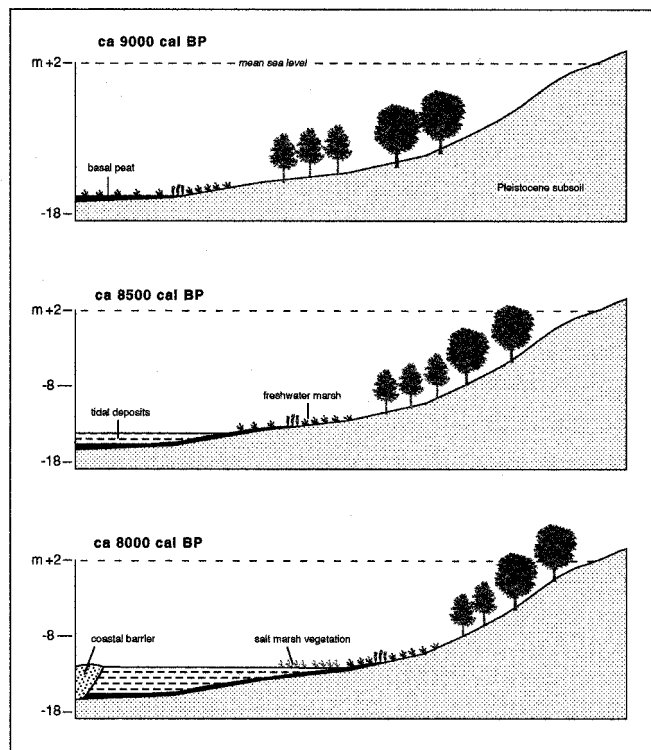 ca 9000 cal BP
m +2
mean sea level
basal peat
Pleistocene subsoil
-18
ca 8500 cal BP
m +2
-8
freshwater marsh
tidal deposits
-18
ca 8000 cal BP
m +2
-8
coastal barrier
salt marsh vegetation
-18